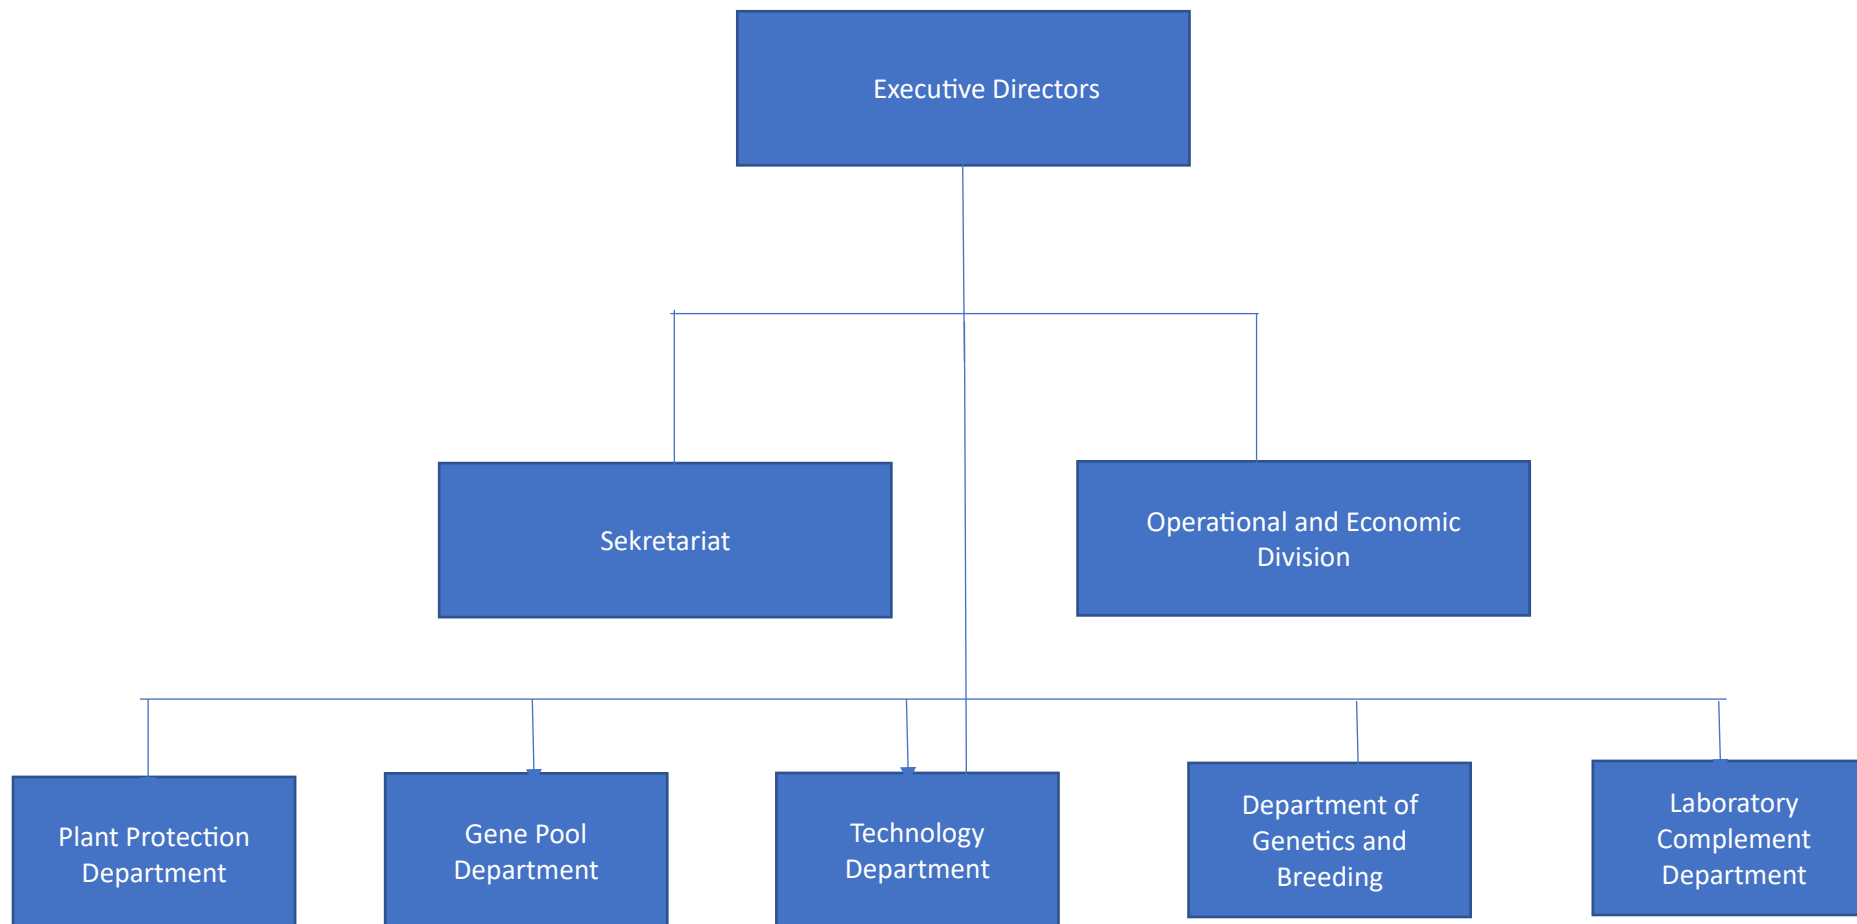 Executive Directors
Sekretariat
Operational and Economic
Division
Plant Protection
Department
Gene Pool
Department
Technology
Department
Department of
Genetics and
Breeding
Laboratory
Complement
Department